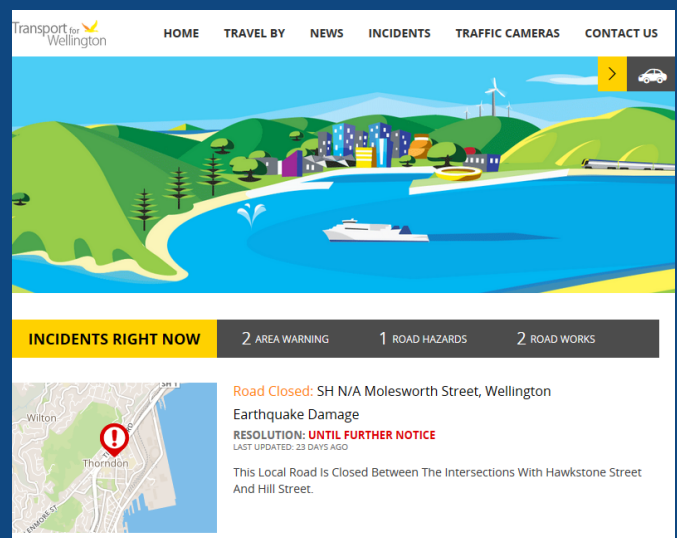 Transport for
Wellington
HOME TRAVEL BY NEWS INCIDENTS TRAFFIC CAMERAS CONTACT US
INCIDENTS RIGHT NOW 2 AREA WARNING 1 ROAD HAZARDS 2 ROAD WORKS
SH 1
Wilton
Thorndon
Road Closed: SH N/A Molesworth Street, Wellington
Earthquake Damage
RESOLUTION: UNTIL FURTHER NOTICE
LAST UPDATED: 23 DAYS AGO
This Local Road Is Closed Between The Intersections With Hawkstone Street
And Hill Street.